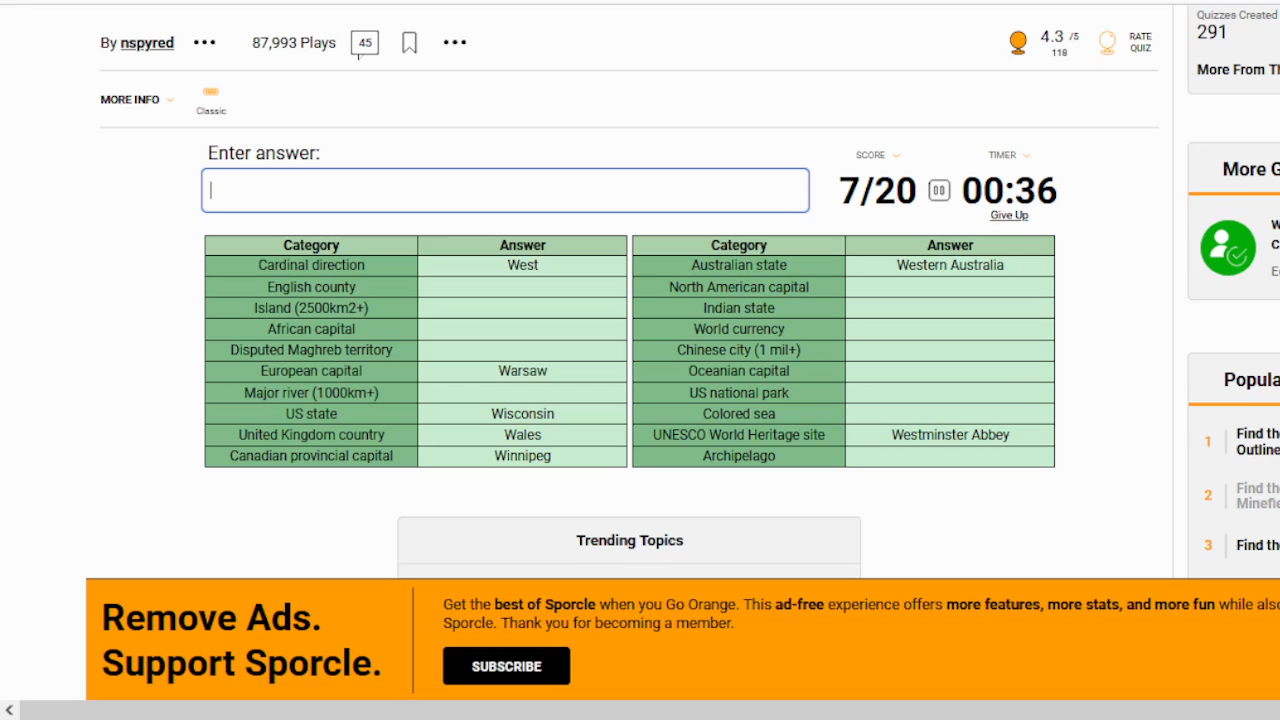 By nspyred ••• 87,993 Plays 45 •••
4.3 /5
118
RATE
QUIZ
Quizzes Created
291
More From
MORE INFO
Classic
Enter answer:
SCORE
TIMER
7/20
00:36
Give Up
Category Answer Category Answer
Cardinal direction West Australian state Western Australia
English county North American capital
Island (2500km2+) Indian state
African capital World currency
Disputed Maghreb territory Chinese city (1 mil+)
European capital Warsaw Oceanian capital
Major river (1000km+) US national park
US state Wisconsin Colored sea
United Kingdom country Wales UNESCO World Heritage site Westminster Abbey
Canadian provincial capital Winnipeg Archipelago
More
Popula
1 Find the
Outline
2 Find the
Minefie
3 Find the
Trending Topics
Remove Ads.
Support Sporcle.
Get the best of Sporcle when you Go Orange. This ad-free experience offers more features, more stats, and more fun while also
Sporcle. Thank you for becoming a member.
SUBSCRIBE